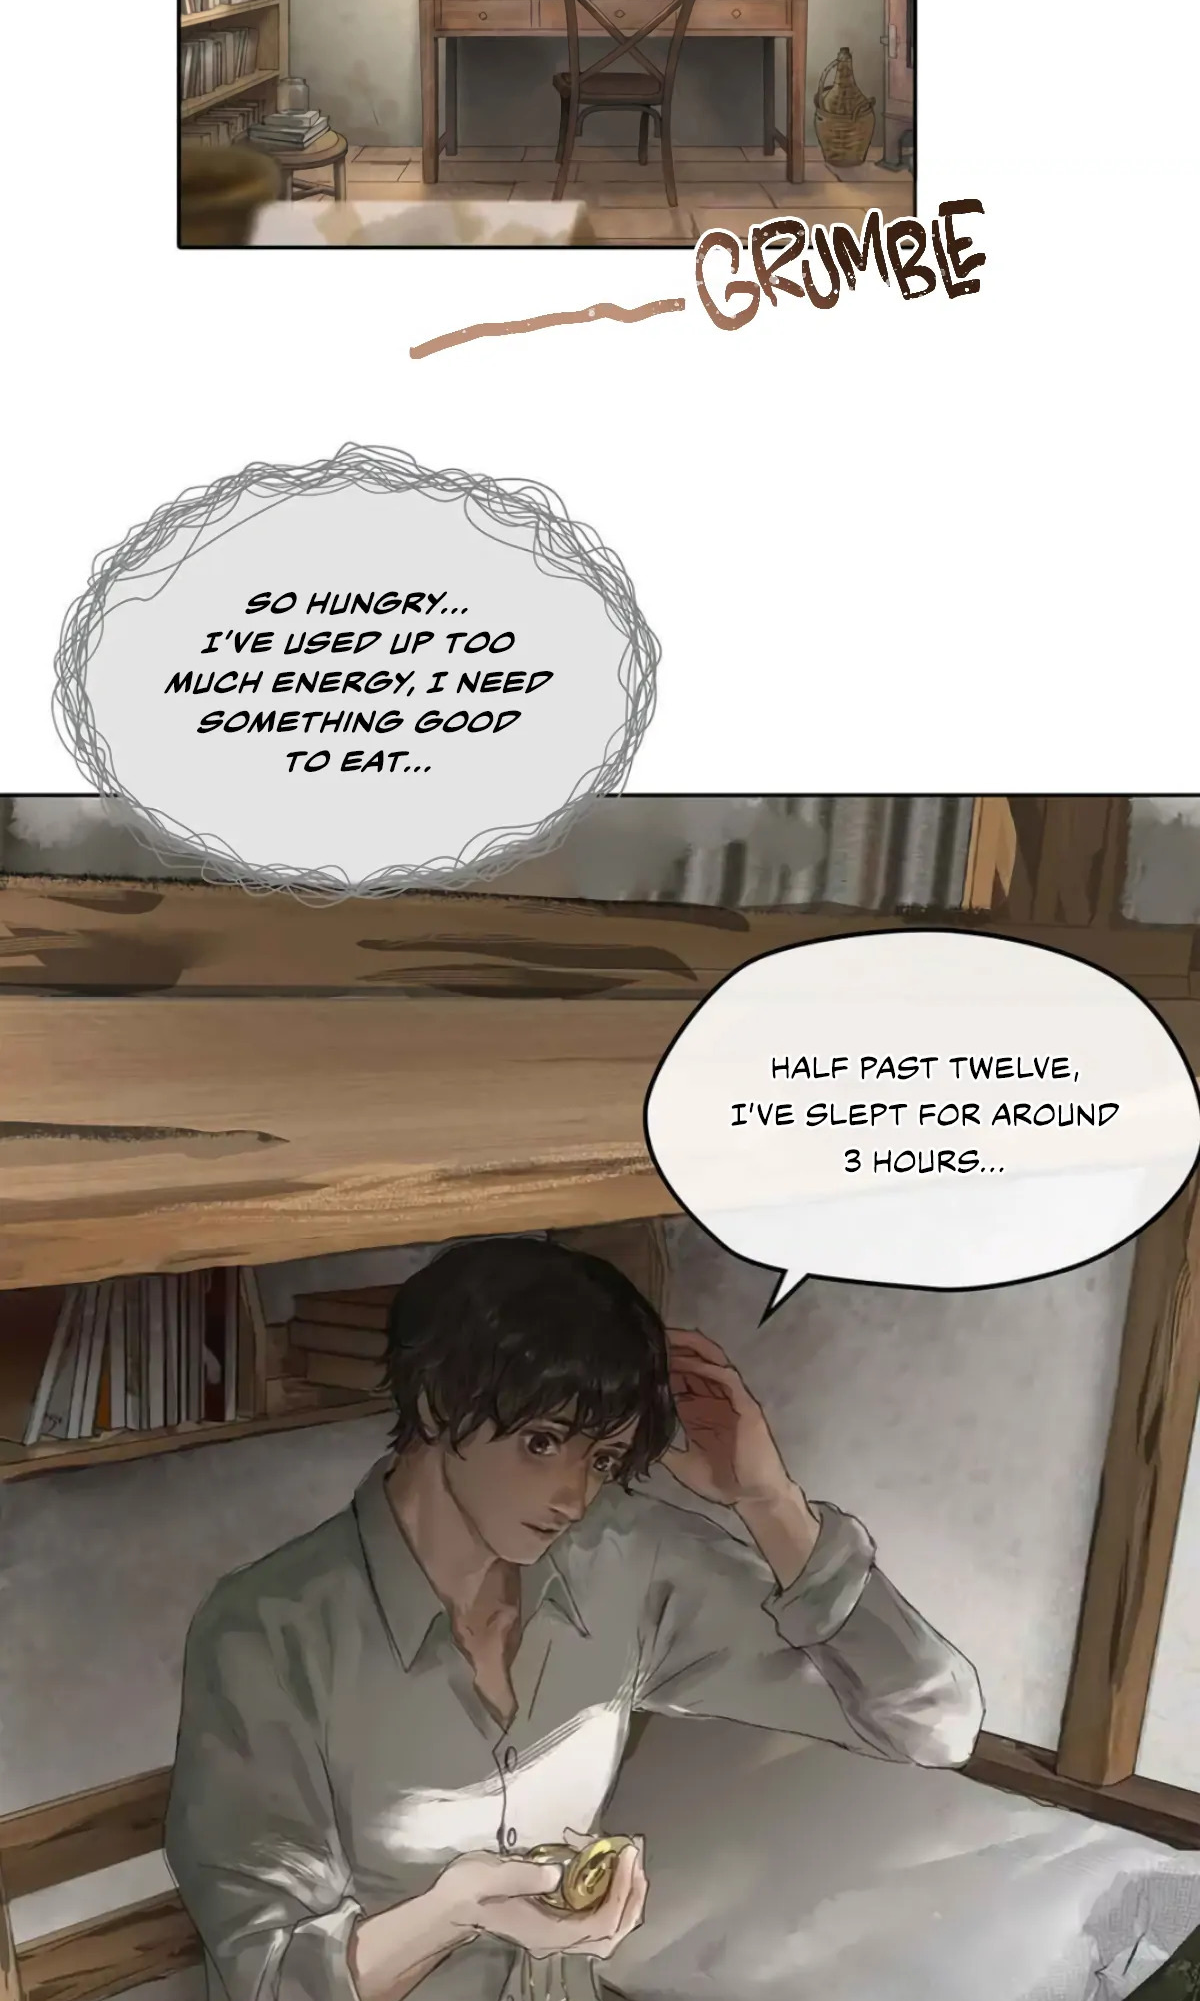 GRUMBLE
SO HUNGRY...
I'VE USED UP TOO
MUCH ENERGY, I NEED
SOMETHING GOOD
TO EAT...
HALF PAST TWELVE,
I'VE SLEPT FOR AROUND
3 HOURS...